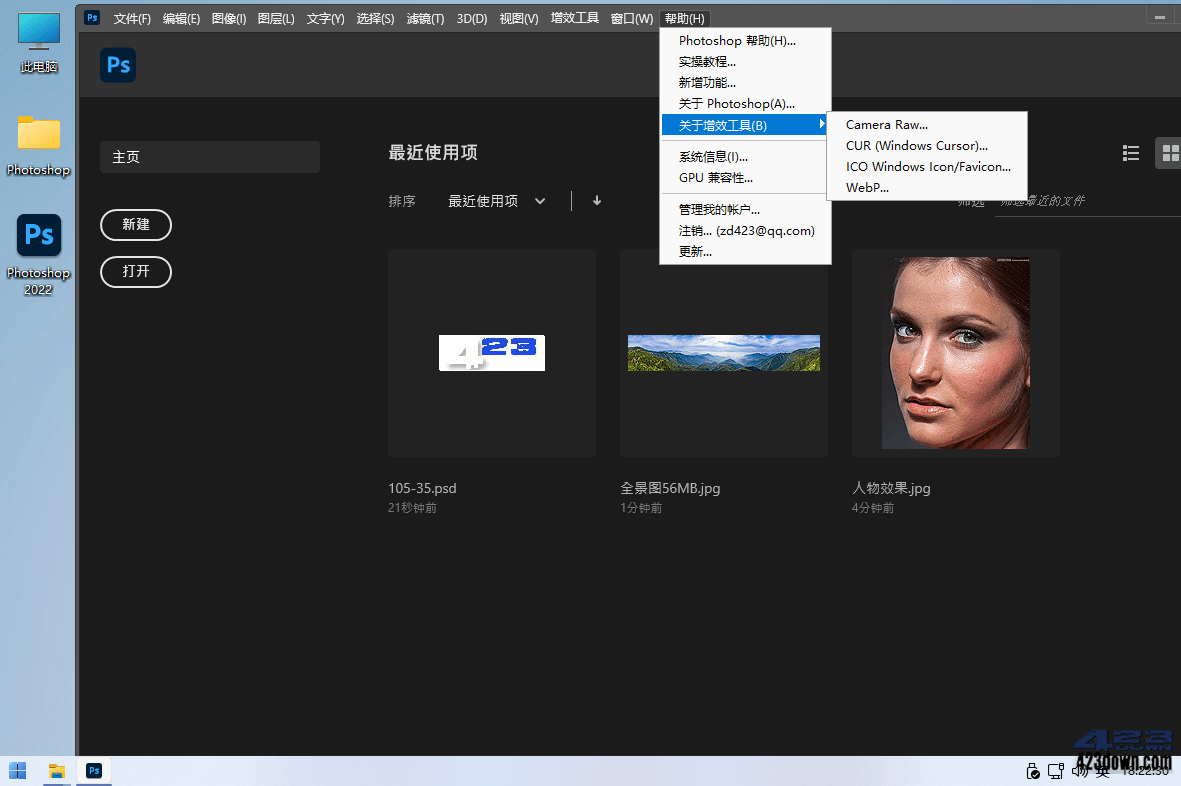 此电脑
Photoshop
Ps
Photoshop
2022
Ps 文件(F) 编辑(E) 图像(I) 图层(L) 文字(Y) 选择(S) 滤镜(T) 3D(D) 视图(V) 增效工具 窗口(W) 帮助(H)
Ps
Photoshop 帮助(H)...
实操教程...
新增功能...
关于 Photoshop(A)...
关于增效工具(B)
系统信息(I)...
GPU 兼容性...
管理我的帐户...
注销... (zd423@qq.com)
更新...
Camera Raw...
CUR (Windows Cursor)...
ICO Windows Icon/Favicon...
WebP...
主页
新建
打开
最近使用项
排序 最近使用项
筛选 筛选最近的文件
423
105-35.psd
21秒钟前
全景图56MB.jpg
1分钟前
人物效果.jpg
4分钟前
423
DOWN
423down.com
Ps
英 18:22:30